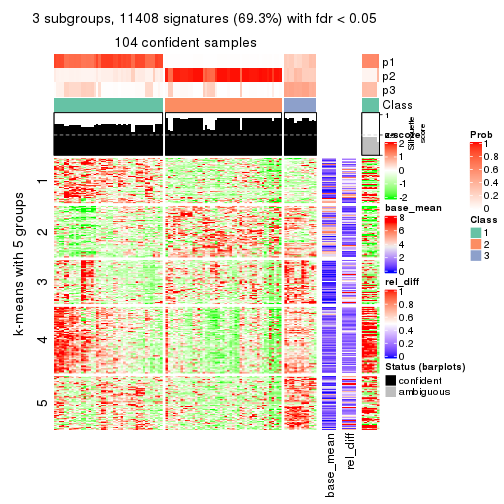 3 subgroups, 11408 signatures (69.3%) with fdr < 0.05
104 confident samples
p1
p2
p3
Class
1
Silhouette
score
z-score
2
1
0
-1
-2
Prob
1
0.8
0.6
0.4
0.2
0
base_mean
8
6
4
2
0
Class
1
2
3
rel_diff
1
0.8
0.6
0.4
0.2
0
Status (barplots)
confident
ambiguous
k-means with 5 groups
1
2
3
4
5
base_mean
rel_diff